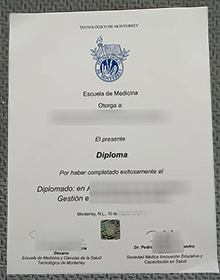 TECNOLÓGICO DE MONTERREY
Escuela de Medicina
Otorga a:
El presente
Diploma
Por haber completado exitosamente el
Diplomado: en
Gestión e
Monterrey, N.L., 10 de
Decano
Escuela de Medicina y Ciencias de la Salud
Tecnológico de Monterrey
Dr. Pedro
Sociedad Médica Innovación Educativa y
Capacitación en Salud